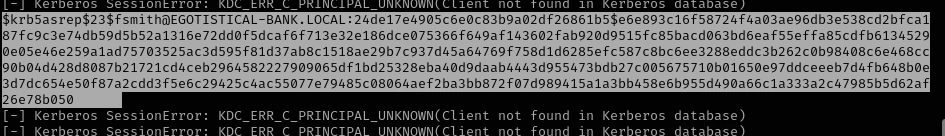 [-] Kerberos SessionError: KDC_ERR_C_PRINCIPAL_UNKNOWN(Client not found in Kerberos database)
$krb5asrep$23$fsmith@EGOTISTICAL-BANK.LOCAL:24de17e4905c6e0c83b9a02df26861b5$e6e893c16f58724f4a03ae96db3e538cd2bfca1
87fc9c3e74db59d5b52a1316e72dd0f5dcaf6f713e32e186dce075366f649af143602fab920d9515fc85bacd063bd6eaf55effa85cdfb6134529
0e05e46e259a1ad75703525ac3d595f81d37ab8c1518ae29b7c937d45a64769f758d1d6285efc587c8bc6ee3288eddc3b262c0b98408c6e468cc
90b04d428d8087b21721cd4ceb2964582227909065df1bd25328eba40d9daab4443d955473bdb27c005675710b01650e97ddceeeb7d4fb648b0e
3d7dc654e50f87a2cdd3f5e6c29425c4ac55077e79485c08064aef2ba3bb872f07d989415a1a3bb458e6b955d490a66c1a333a2c47985b5d62af
26e78b050
[-] Kerberos SessionError: KDC_ERR_C_PRINCIPAL_UNKNOWN(Client not found in Kerberos database)
[-] Kerberos SessionError: KDC_ERR_C_PRINCIPAL_UNKNOWN(Client not found in Kerberos database)